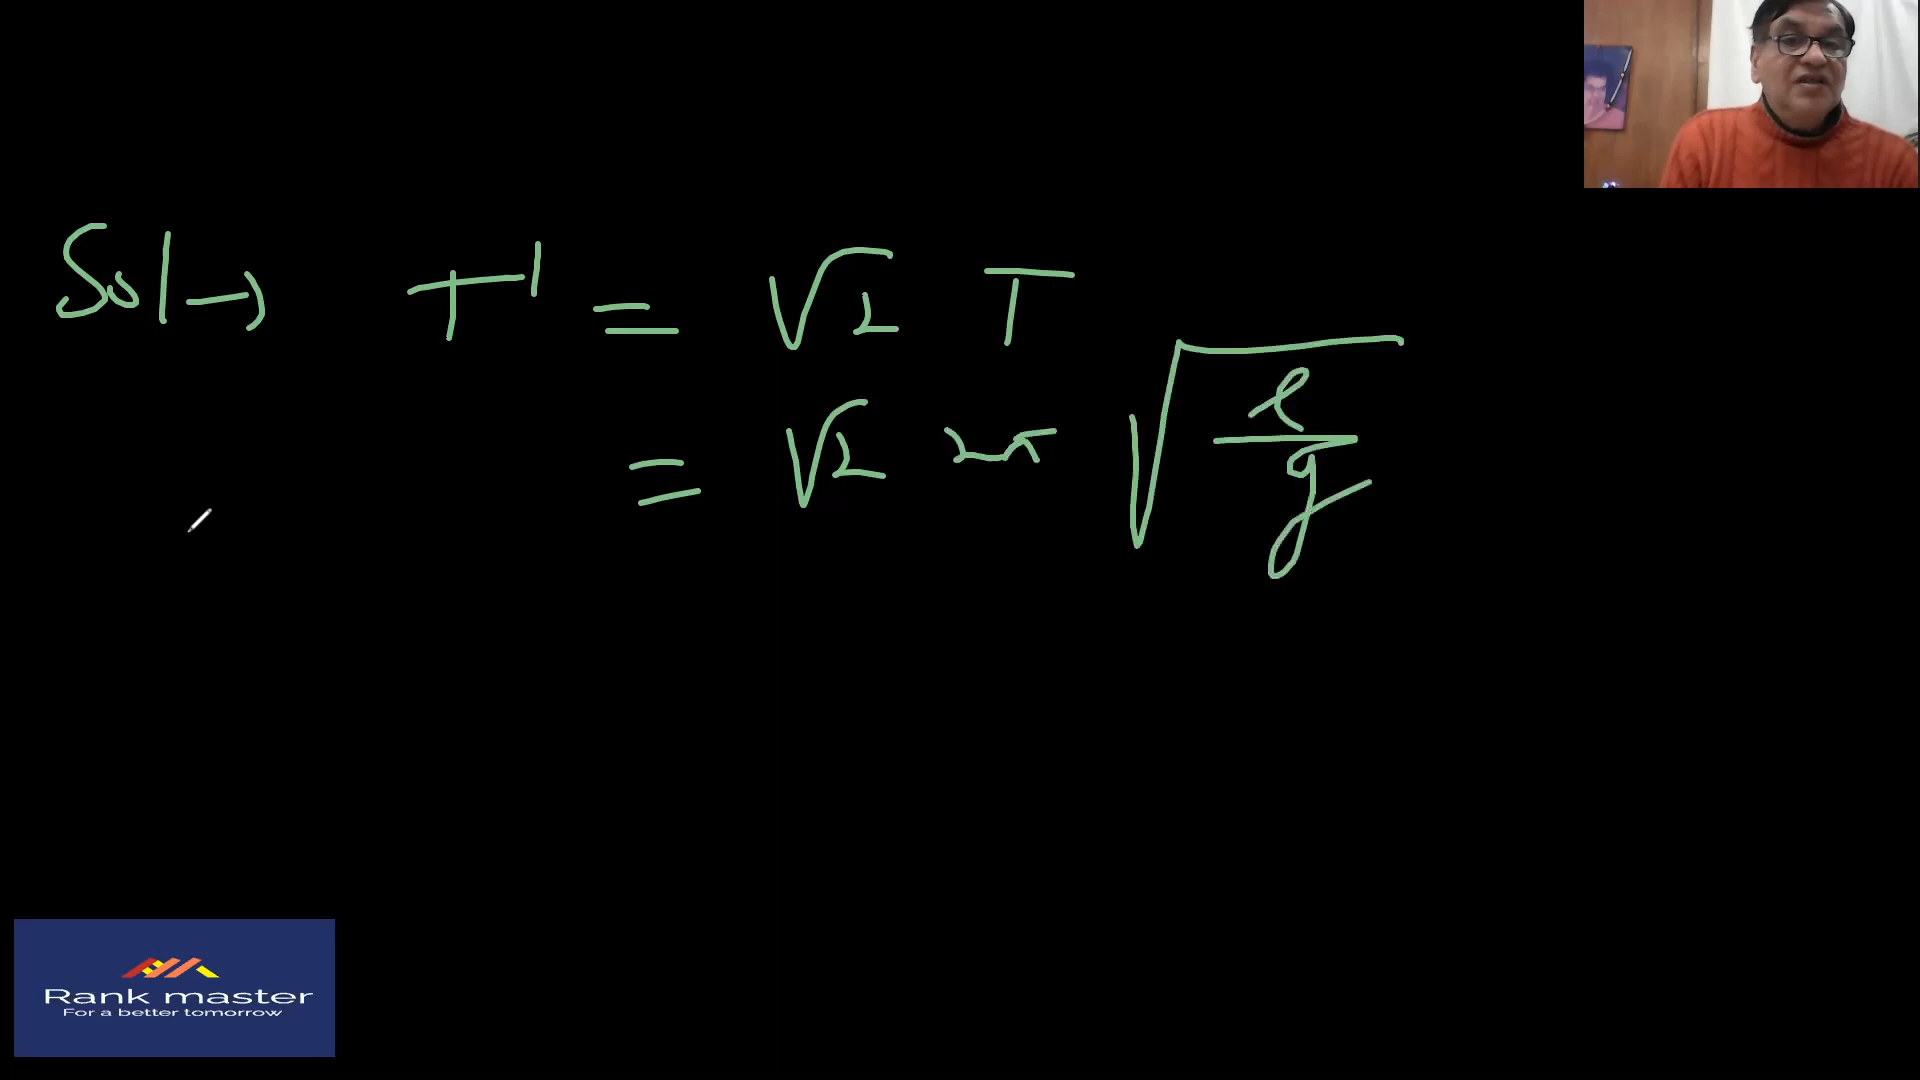 Sol → T' = √2 T
= √2 2π √(l/g)
Rank master
For a better tomorrow